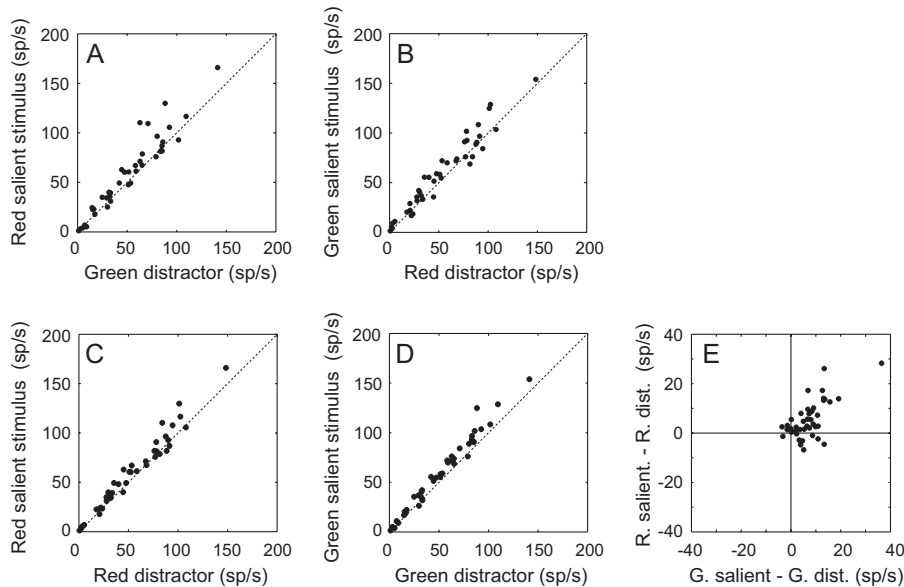 A
Red salient stimulus (sp/s)
200
150
100
50
0
0 50 100 150 200
Green distractor (sp/s)
B
Green salient stimulus (sp/s)
200
150
100
50
0
0 50 100 150 200
Red distractor (sp/s)
C
Red salient stimulus (sp/s)
200
150
100
50
0
0 50 100 150 200
Red distractor (sp/s)
D
Green salient stimulus (sp/s)
200
150
100
50
0
0 50 100 150 200
Green distractor (sp/s)
E
R. salient. - R. dist. (sp/s)
40
20
0
-20
-40
-40 -20 0 20 40
G. salient - G. dist. (sp/s)